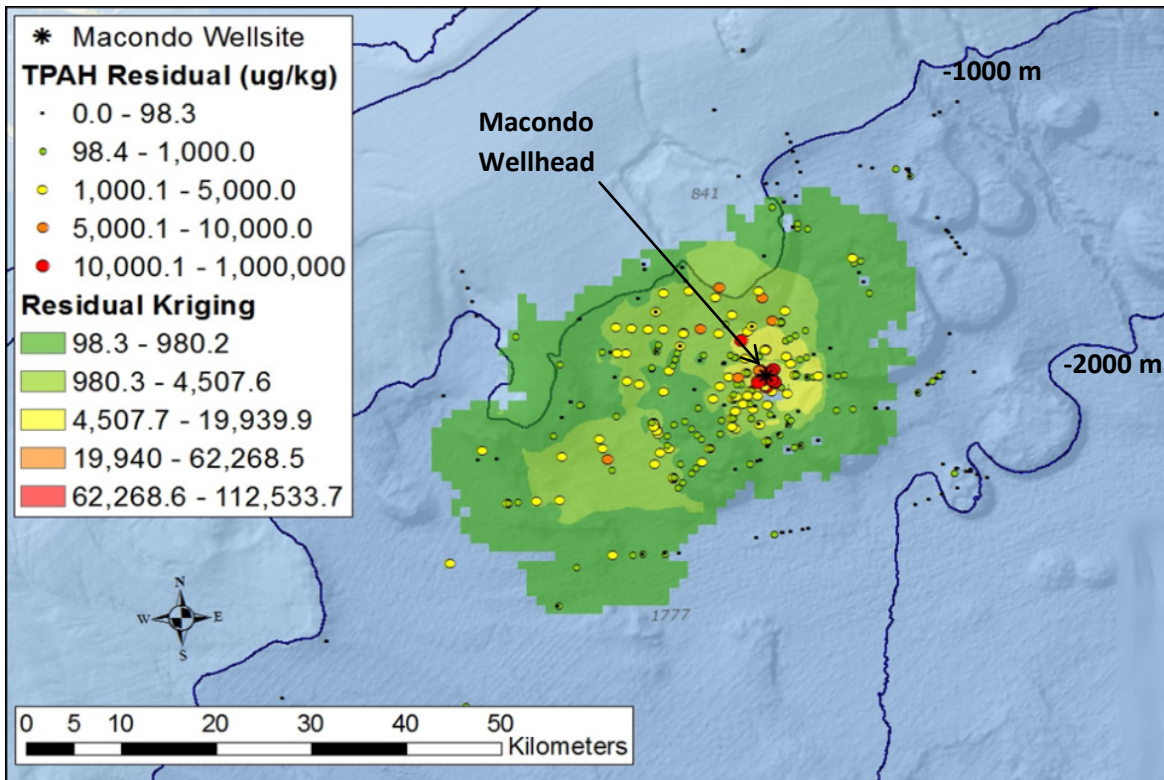 Macondo Wellsite
TPAH Residual (ug/kg)
0.0 - 98.3
98.4 - 1,000.0
1,000.1 - 5,000.0
5,000.1 - 10,000.0
10,000.1 - 1,000,000
Residual Kriging
98.3 - 980.2
980.3 - 4,507.6
4,507.7 - 19,939.9
19,940 - 62,268.5
62,268.6 - 112,533.7
-1000 m
Macondo
Wellhead
841
-2000 m
1777
N
W E
S
0 5 10 20 30 40 50
Kilometers